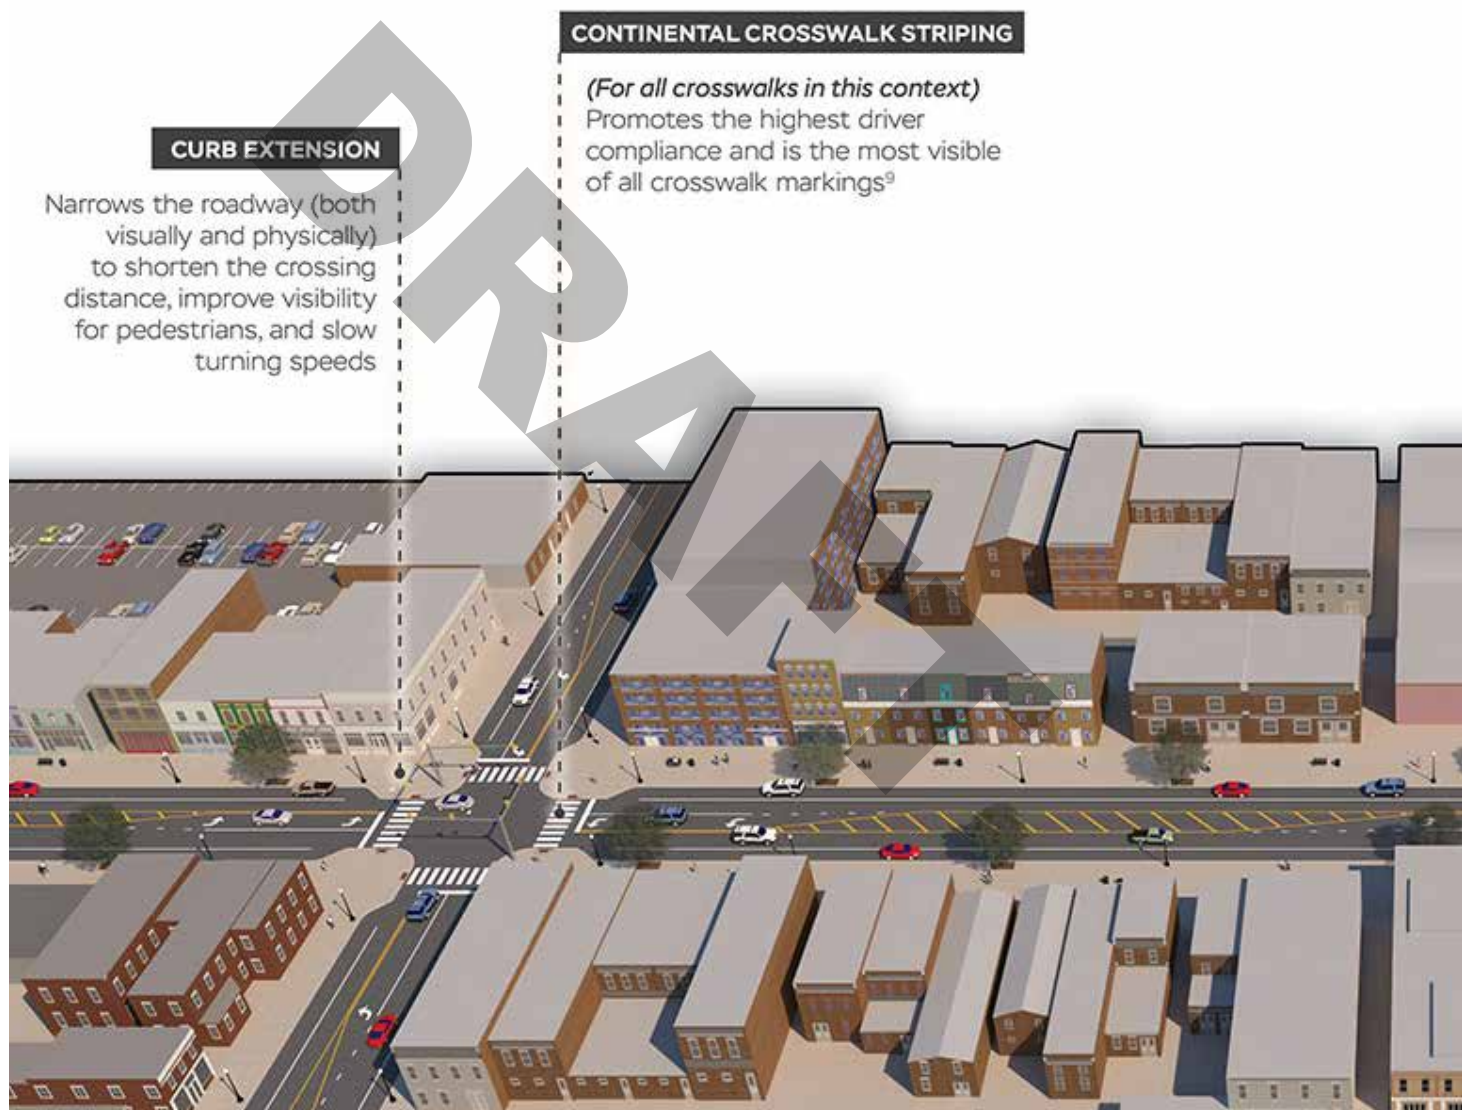 CONTINENTAL CROSSWALK STRIPING
(For all crosswalks in this context)
Promotes the highest driver
compliance and is the most visible
of all crosswalk markings⁹
CURB EXTENSION
Narrows the roadway (both
visually and physically)
to shorten the crossing
distance, improve visibility
for pedestrians, and slow
turning speeds
DRAFT